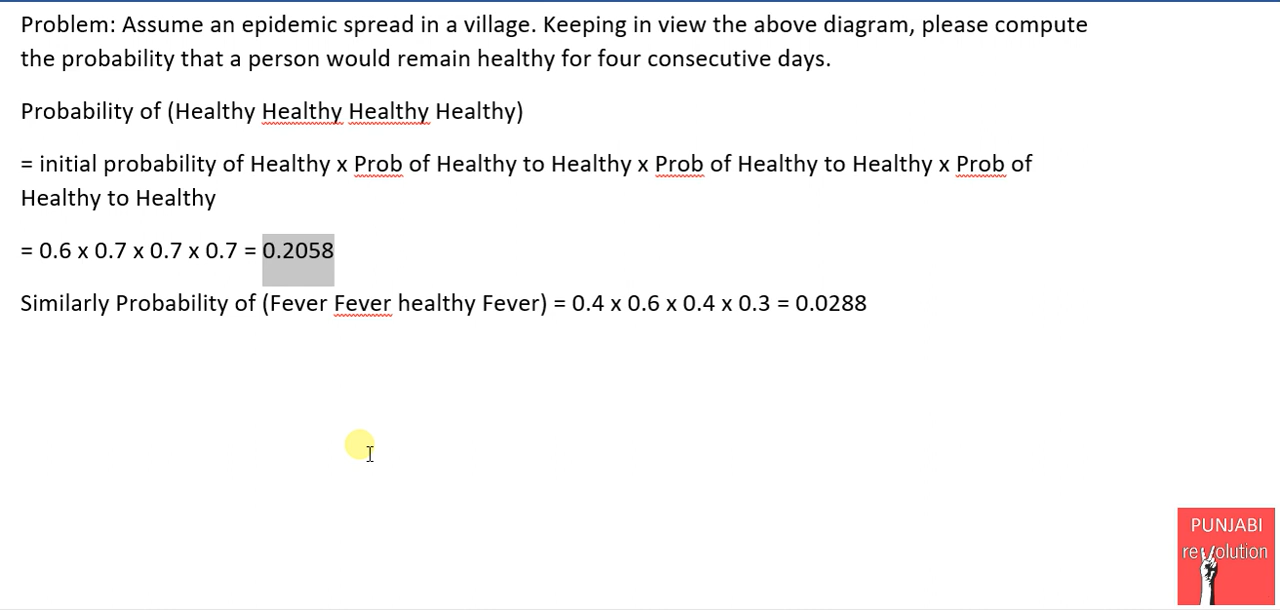 Problem: Assume an epidemic spread in a village. Keeping in view the above diagram, please compute
the probability that a person would remain healthy for four consecutive days.
Probability of (Healthy Healthy Healthy Healthy)
= initial probability of Healthy x Prob of Healthy to Healthy x Prob of Healthy to Healthy x Prob of
Healthy to Healthy
= 0.6 x 0.7 x 0.7 x 0.7 = 0.2058
Similarly Probability of (Fever Fever healthy Fever) = 0.4 x 0.6 x 0.4 x 0.3 = 0.0288
PUNJABI
revolution